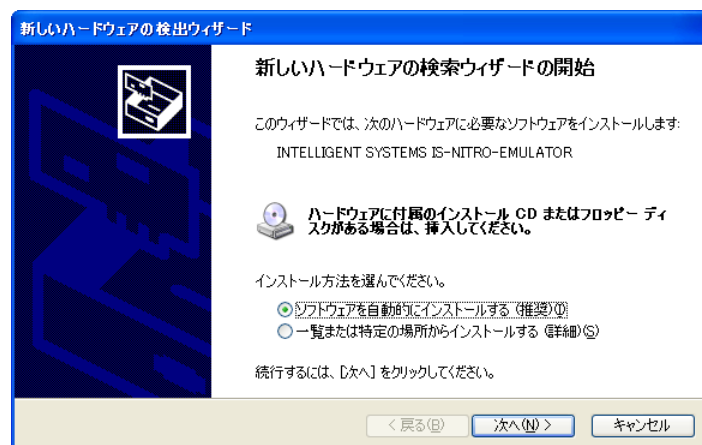 新しいハードウェアの検出ウィザード
新しいハードウェアの検索ウィザードの開始
このウィザードでは、次のハードウェアに必要なソフトウェアをインストールします:
INTELLIGENT SYSTEMS IS-NITRO-EMULATOR
ハードウェアに付属のインストール CD またはフロッピー ディ
スクがある場合は、挿入してください。
インストール方法を選んでください。
ソフトウェアを自動的にインストールする (推奨)(I)
一覧または特定の場所からインストールする (詳細)(S)
続行するには、[次へ] をクリックしてください。
< 戻る(B)
次へ(N) >
キャンセル